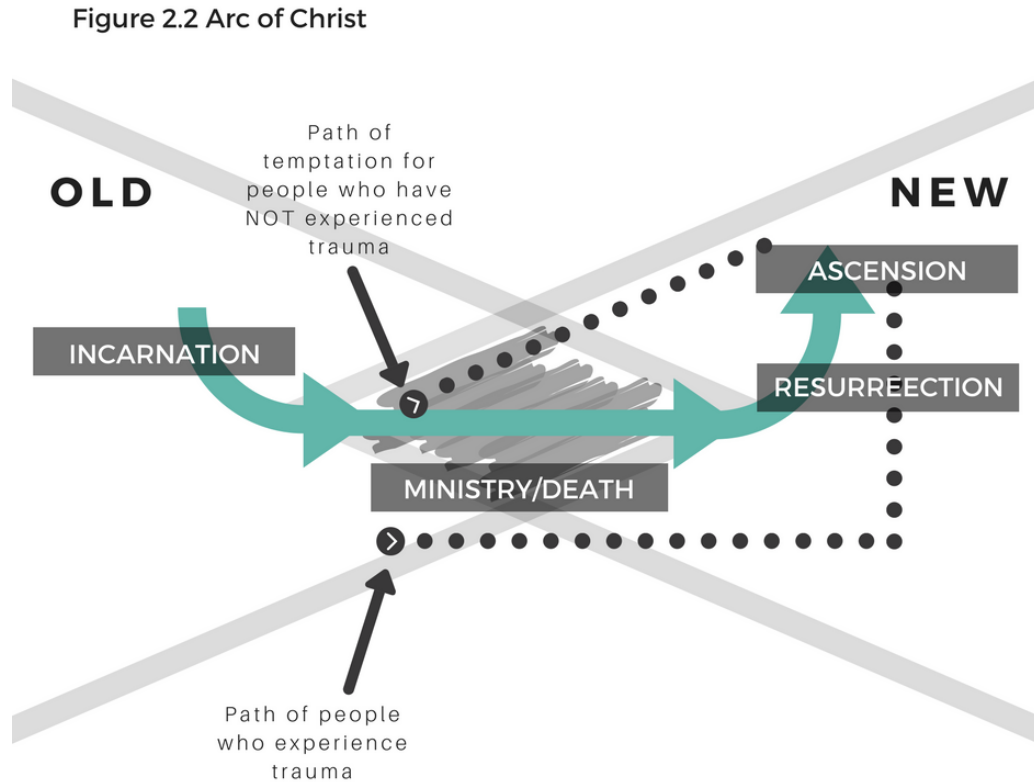 Figure 2.2 Arc of Christ
Path of
temptation for
people who have
NOT experienced
trauma
OLD
NEW
ASCENSION
INCARNATION
RESURREECTION
MINISTRY/DEATH
Path of people
who experience
trauma